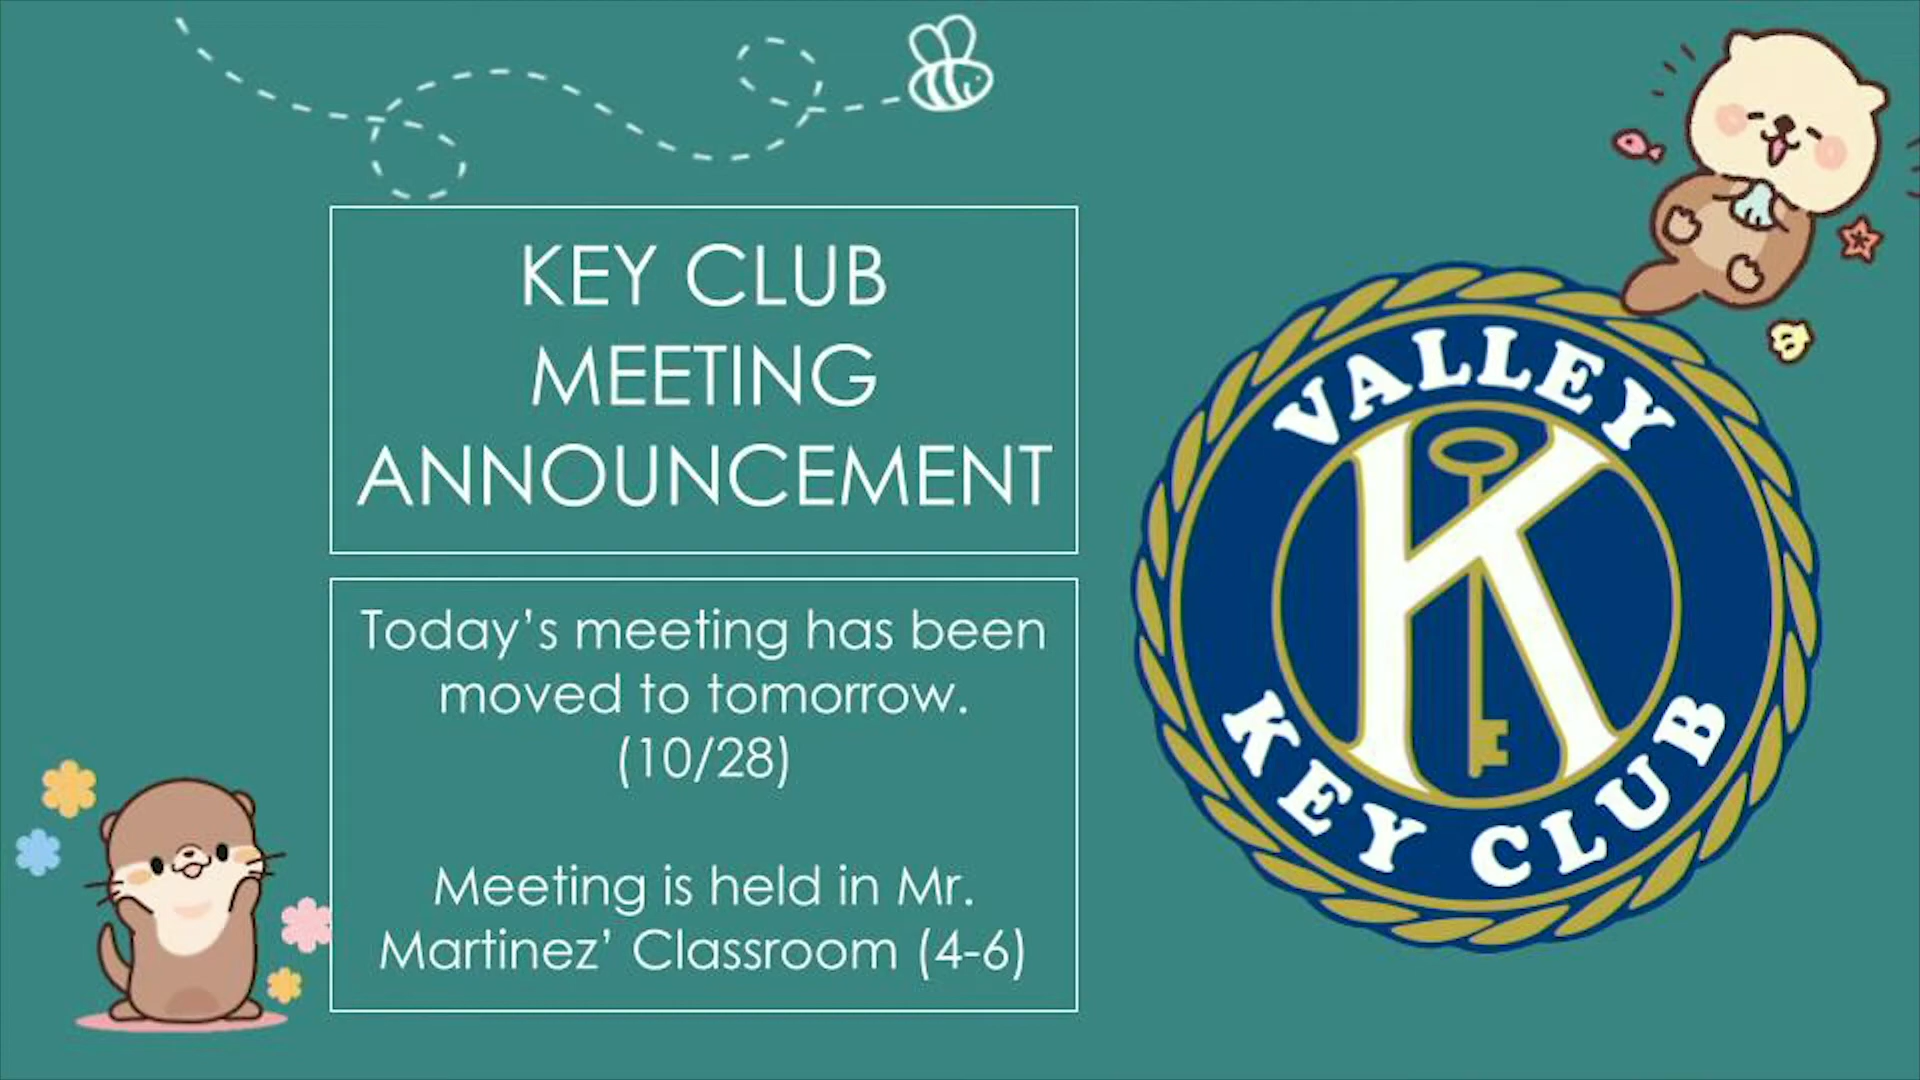 KEY CLUB
MEETING
ANNOUNCEMENT
Today’s meeting has been
moved to tomorrow.
(10/28)
Meeting is held in Mr.
Martinez’ Classroom (4-6)
VALLEY
K
KEY CLUB